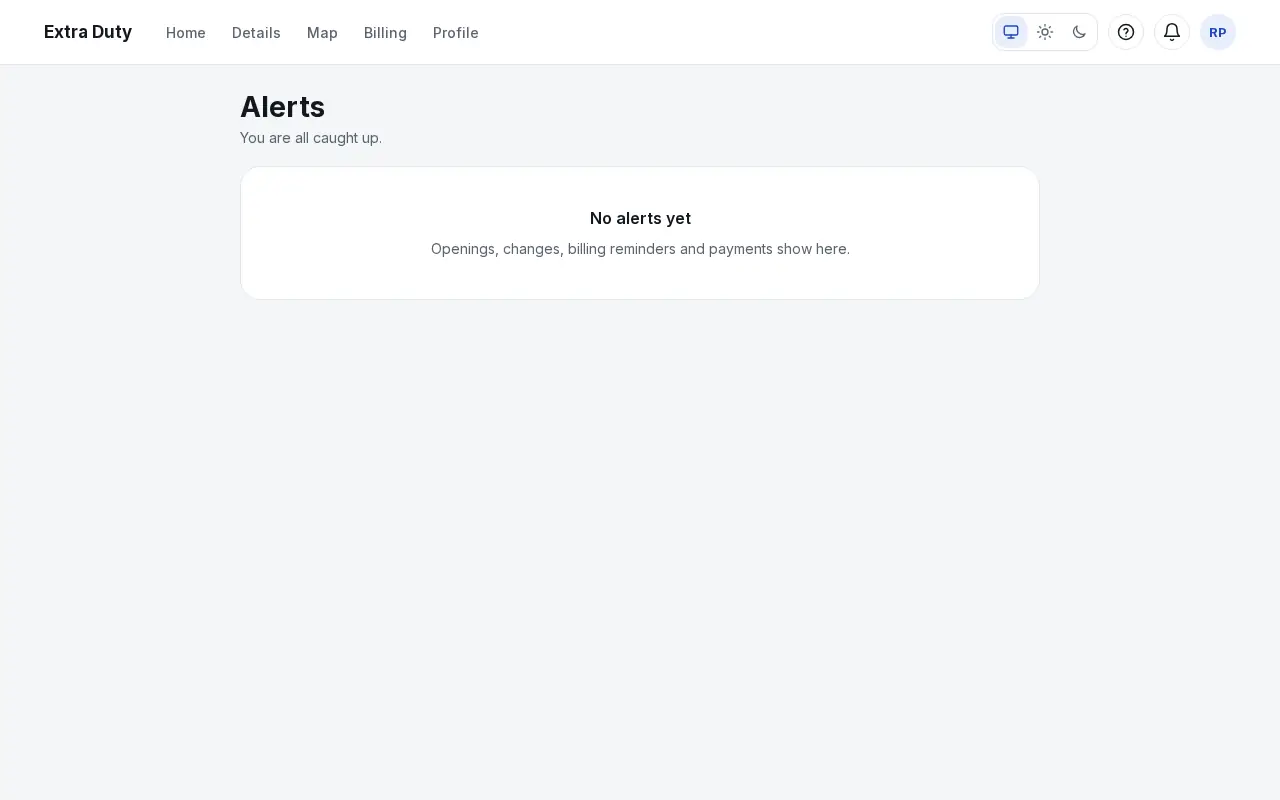 Extra Duty
Home
Details
Map
Billing
Profile
RP
Alerts
You are all caught up.
No alerts yet
Openings, changes, billing reminders and payments show here.